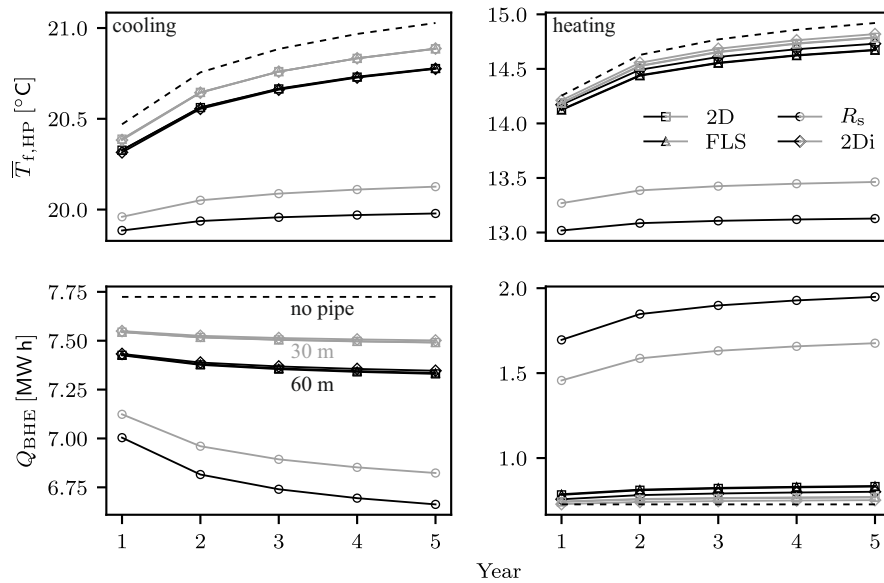 cooling
21.0
20.5
20.0
T̅f,HP [°C]
heating
15.0
14.5
14.0
13.5
13.0
2D
FLS
Rs
2Di
7.75
7.50
7.25
7.00
6.75
QBHE [MWh]
no pipe
30 m
60 m
1 2 3 4 5
2.0
1.5
1.0
1 2 3 4 5
Year